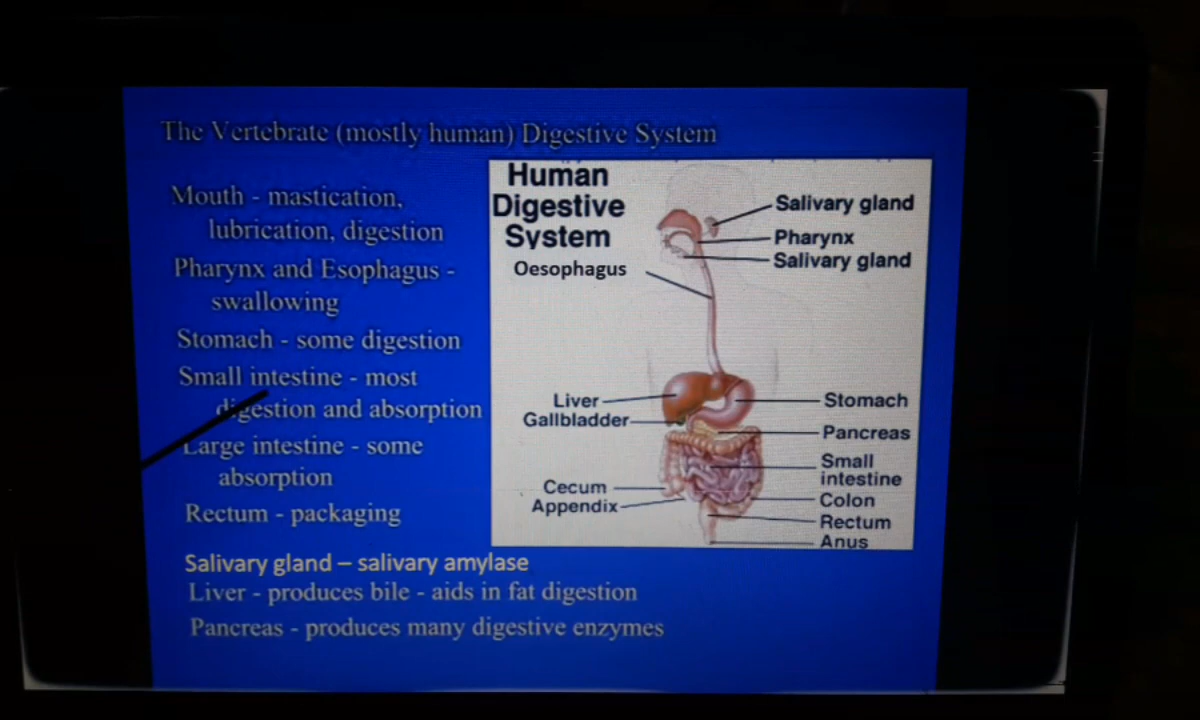 The Vertebrate (mostly human) Digestive System
Mouth - mastication,
lubrication, digestion
Pharynx and Esophagus -
swallowing
Stomach - some digestion
Small intestine - most
digestion and absorption
Large intestine - some
absorption
Rectum - packaging
Salivary gland – salivary amylase
Liver - produces bile - aids in fat digestion
Pancreas - produces many digestive enzymes
Human
Digestive
System
Oesophagus
Salivary gland
Pharynx
Salivary gland
Liver
Gallbladder
Stomach
Pancreas
Small
intestine
Cecum
Appendix
Colon
Rectum
Anus